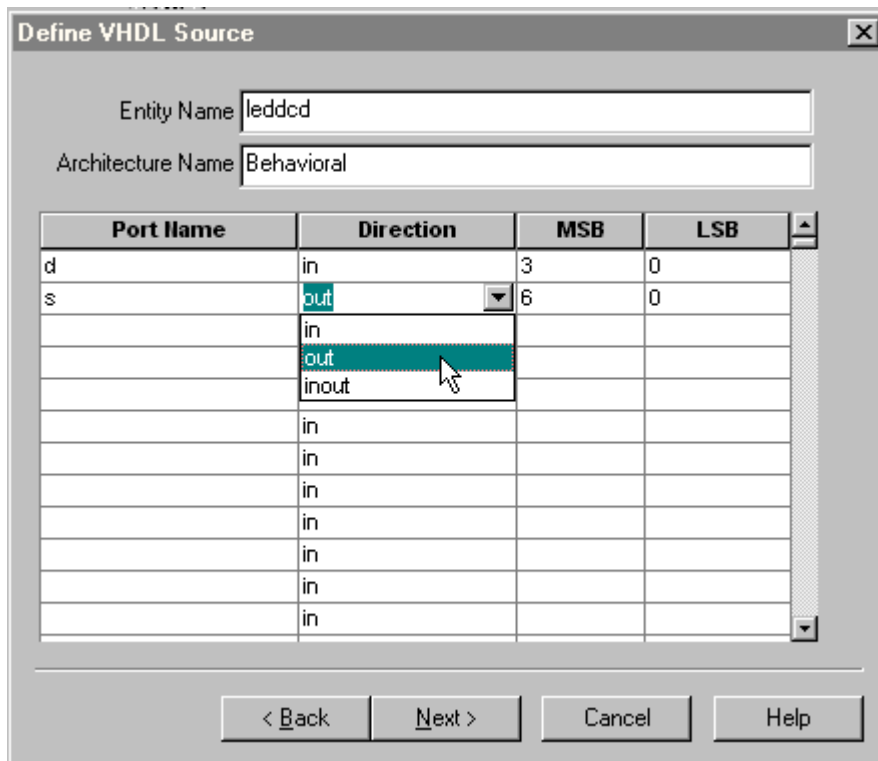 Define VHDL Source
Entity Name leddcd
Architecture Name Behavioral
Port Name Direction MSB LSB
d in 3 0
s out 6 0
in
out
inout
in
in
in
in
in
in
in
< Back Next > Cancel Help